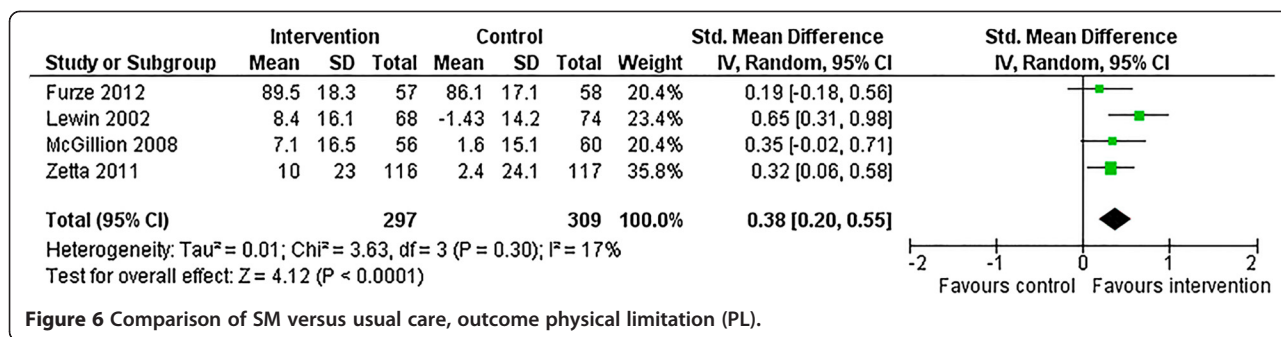 Intervention Control Std. Mean Difference Std. Mean Difference
Study or Subgroup Mean SD Total Mean SD Total Weight IV, Random, 95% CI IV, Random, 95% CI
Furze 2012 89.5 18.3 57 86.1 17.1 58 20.4% 0.19 [-0.18, 0.56]
Lewin 2002 8.4 16.1 68 -1.43 14.2 74 23.4% 0.65 [0.31, 0.98]
McGillion 2008 7.1 16.5 56 1.6 15.1 60 20.4% 0.35 [-0.02, 0.71]
Zetta 2011 10 23 116 2.4 24.1 117 35.8% 0.32 [0.06, 0.58]
Total (95% CI) 297 309 100.0% 0.38 [0.20, 0.55]
Heterogeneity: Tau² = 0.01; Chi² = 3.63, df = 3 (P = 0.30); I² = 17%
Test for overall effect: Z = 4.12 (P < 0.0001)
-2 -1 0 1 2
Favours control Favours intervention
Figure 6 Comparison of SM versus usual care, outcome physical limitation (PL).